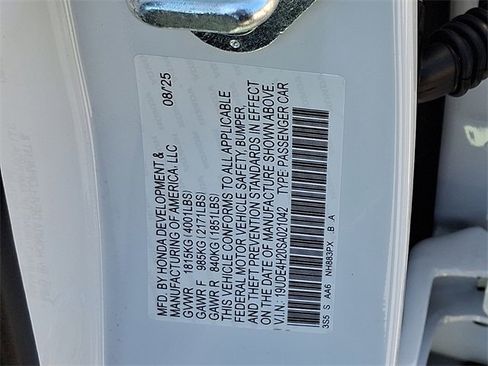 MFD. BY HONDA DEVELOPMENT & 08/25
MANUFACTURING OF AMERICA, LLC
GVWR 1815KG(4001LBS)
GAWR F 985KG(2171LBS)
GAWR R 840KG(1851LBS)
THIS VEHICLE CONFORMS TO ALL APPLICABLE
FEDERAL MOTOR VEHICLE SAFETY, BUMPER,
AND THEFT PREVENTION STANDARDS IN EFFECT
ON THE DATE OF MANUFACTURE SHOWN ABOVE.
V.I.N: 19UDE4H20SA021042 TYPE:PASSENGER CAR
3S5 S AA6 NH883PX B A